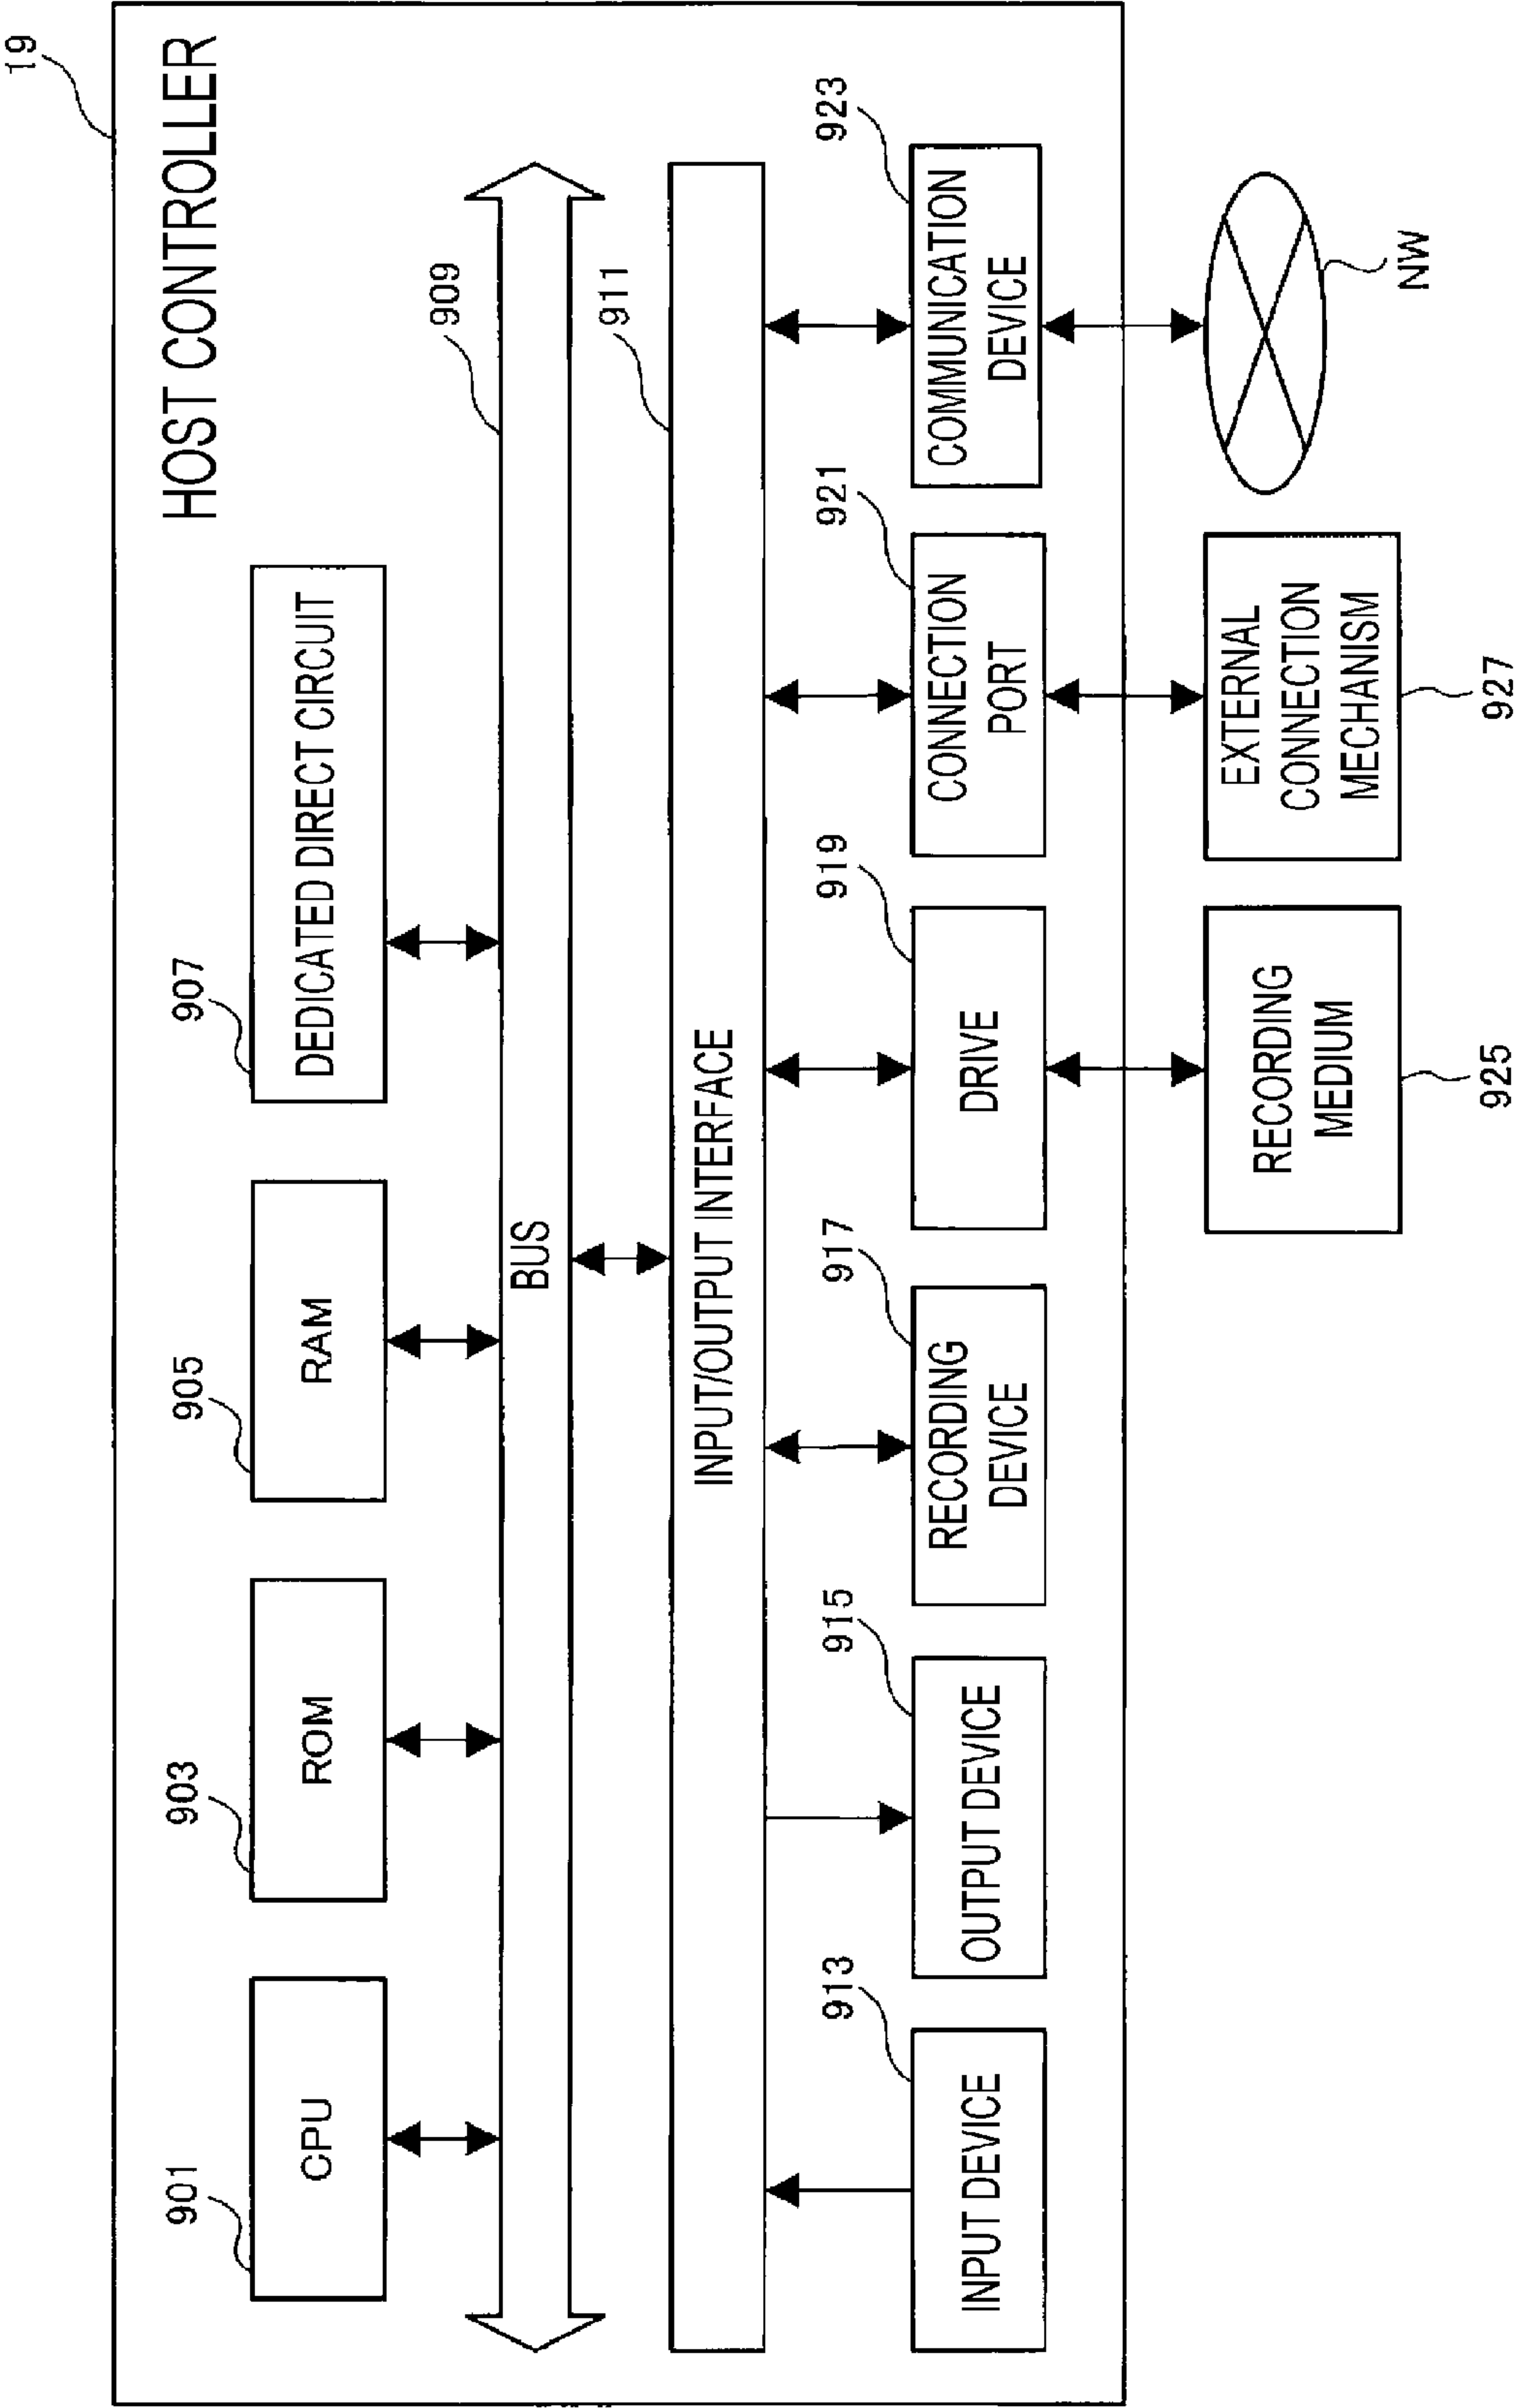 19
HOST CONTROLLER
901
903
905
907
CPU
ROM
RAM
DEDICATED DIRECT CIRCUIT
909
BUS
911
INPUT/OUTPUT INTERFACE
913
915
917
919
921
923
INPUT DEVICE
OUTPUT DEVICE
RECORDING
DEVICE
DRIVE
CONNECTION
PORT
COMMUNICATION
DEVICE
RECORDING
MEDIUM
EXTERNAL
CONNECTION
MECHANISM
NW
925
927